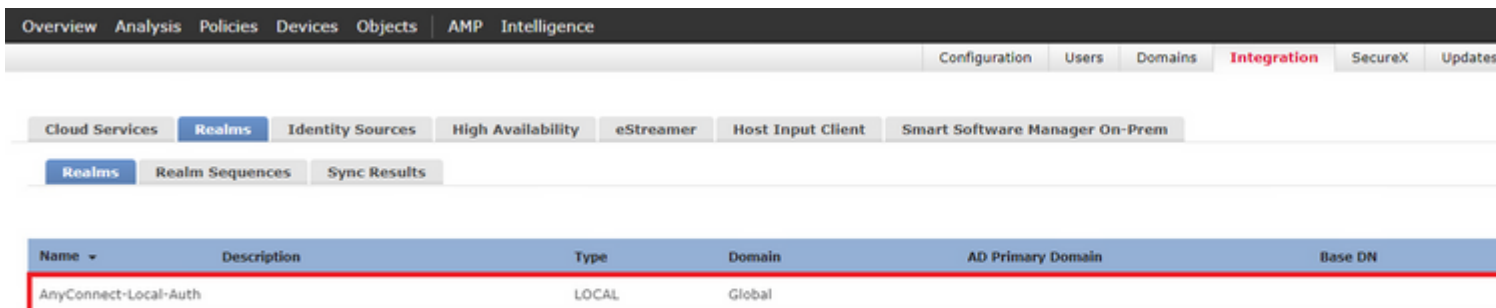 Overview Analysis Policies Devices Objects AMP Intelligence
Configuration Users Domains Integration SecureX Updates
Cloud Services Realms Identity Sources High Availability eStreamer Host Input Client Smart Software Manager On-Prem
Realms Realm Sequences Sync Results
Name Description Type Domain AD Primary Domain Base DN
AnyConnect-Local-Auth LOCAL Global